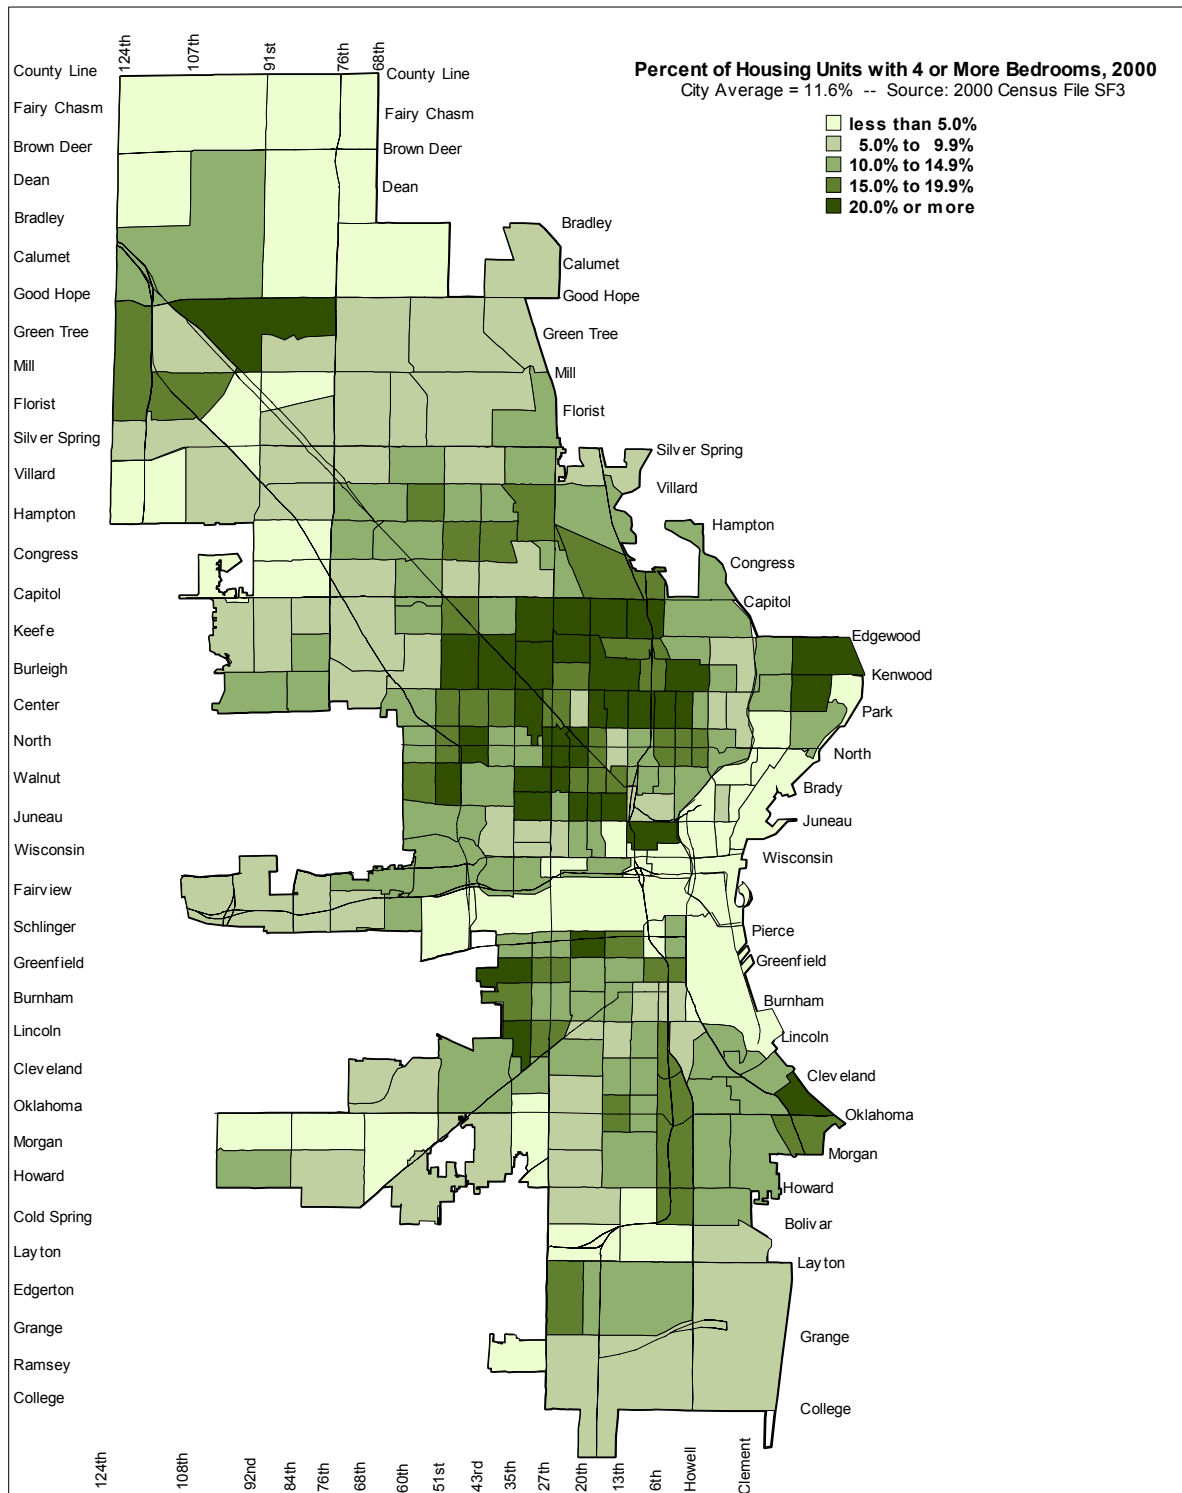 124th
107th
91st
76th
68th
County Line
County Line
Percent of Housing Units with 4 or More Bedrooms, 2000
City Average = 11.6% -- Source: 2000 Census File SF3
less than 5.0%
5.0% to 9.9%
10.0% to 14.9%
15.0% to 19.9%
20.0% or more
Fairy Chasm
Fairy Chasm
Brown Deer
Brown Deer
Dean
Dean
Bradley
Bradley
Calumet
Calumet
Good Hope
Good Hope
Green Tree
Green Tree
Mill
Mill
Florist
Florist
Silver Spring
Silver Spring
Villard
Villard
Hampton
Hampton
Congress
Congress
Capitol
Capitol
Keefe
Edgewood
Burleigh
Kenwood
Center
Park
North
North
Walnut
Brady
Juneau
Juneau
Wisconsin
Wisconsin
Fairview
Schlinger
Pierce
Greenfield
Greenfield
Burnham
Burnham
Lincoln
Lincoln
Cleveland
Cleveland
Oklahoma
Oklahoma
Morgan
Morgan
Howard
Howard
Cold Spring
Bolivar
Layton
Layton
Edgerton
Grange
Grange
Ramsey
College
College
124th
108th
92nd
84th
76th
68th
60th
51st
43rd
35th
27th
20th
13th
6th
Howell
Clement